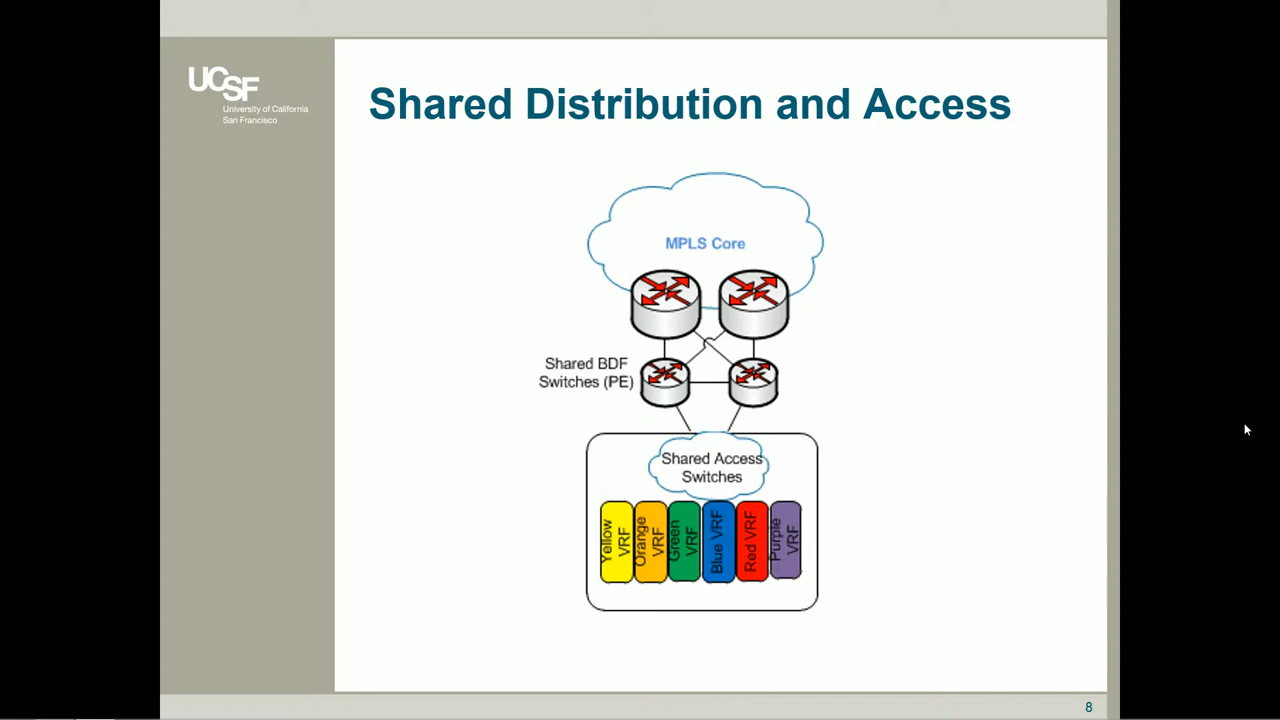 UCSF
University of California
San Francisco
Shared Distribution and Access
MPLS Core
Shared BDF
Switches (PE)
Shared Access
Switches
Yellow
VRF
Orange
VRF
Green
VRF
Blue VRF
Red VRF
Purple
VRF
8